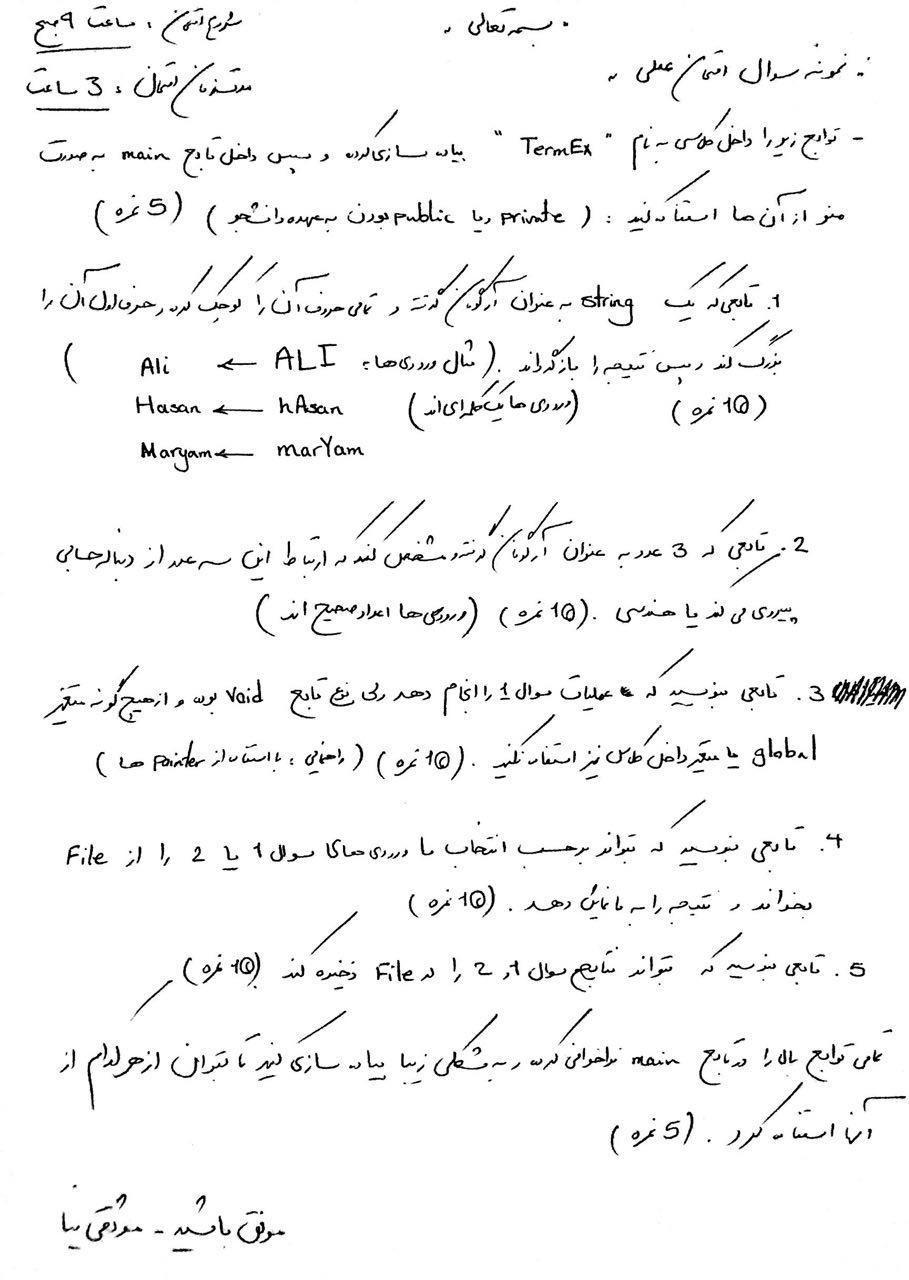 بسمه تعالی
شروع امتحان : ساعت 9 صبح
نمونه سوال امتحان عملی
مدت زمان امتحان : 3 ساعت
- توابع زیر را داخل کلاسی به نام " TermEx " پیاده سازی کرده و سپس داخل تابع main به صورت
منو از آن ها استفاده کنید : ( private و یا public بودن به عهده دانشجو ) (5 نمره)
1. تابعی که یک string به عنوان آرگومان گرفته و تمامی حروف آن را کوچک کرده و حرف اول آن را
بزرگ کند و سپس نتیجه را بازگرداند . ( مثال ورودی ها : ALI ← Ali )
(10 نمره) (ورودی ها یک کلمه ای اند) hAsan ← Hasan
marYam ← Maryam
2. تابعی که 3 عدد به عنوان آرگومان گرفته و مشخص کند که ارتباط این سه عدد از دنباله حسابی
پیروی می کند یا هندسی . (10 نمره) (ورودی ها اعداد صحیح اند)
3. تابعی بنویسید که عملیات سوال 1 را انجام دهد ولی نوع تابع void بوده و از هیچ گونه متغیر
global یا متغیر داخل کلاس نیز استفاده نکنید . (10 نمره) (راهنمایی : با استفاده از pointer ها)
4. تابعی بنویسید که بتواند برحسب انتخاب ما ورودی های سوال 1 یا 2 را از File
بخواند و نتیجه را به ما نمایش دهد . (10 نمره)
5. تابعی بنویسید که بتواند نتایج سوال 1 و 2 را در File ذخیره کند (10 نمره)
تمامی توابع بالا را در تابع main فراخوانی کرده و به شکلی زیبا پیاده سازی کنید تا بتوان از هر کدام از
آنها استفاده کرد . (5 نمره)
موفق باشید -